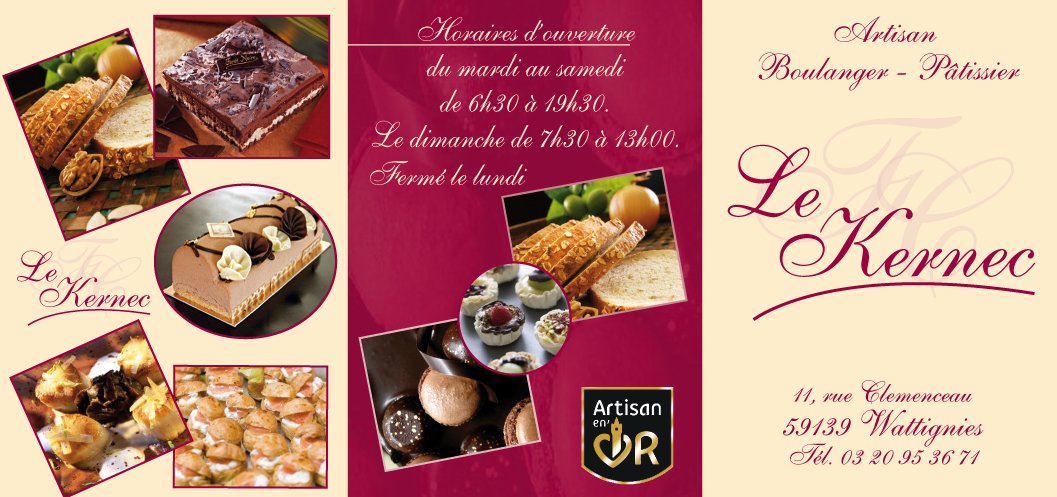 Le
Kernec
Horaires d'ouverture
du mardi au samedi
de 6h30 à 19h30.
Le dimanche de 7h30 à 13h00.
Fermé le lundi
Artisan
en
OR
Artisan
Boulanger - Pâtissier
Le
Kernec
11, rue Clemenceau
59139 Wattignies
Tél. 03 20 95 36 71